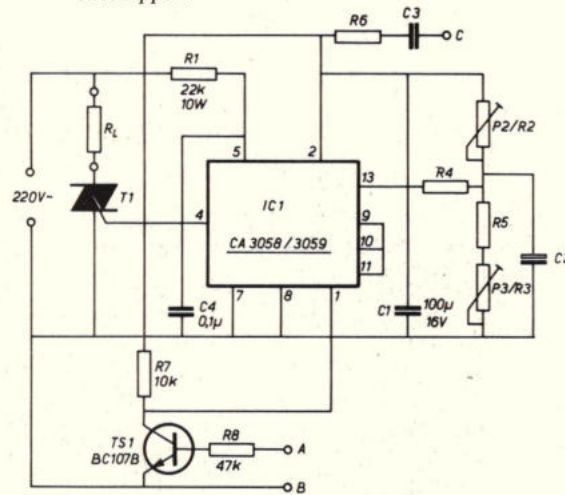 R6
C3
C
R1
22k
10W
RL
T1
220V~
5
2
P2/R2
13
R4
IC1
4
9
CA 3058 / 3059
10
11
R5
7
8
1
C4
0,1µ
C1
100µ
16V
P3/R3
R7
10k
TS1
BC107B
R8
47k
A
B